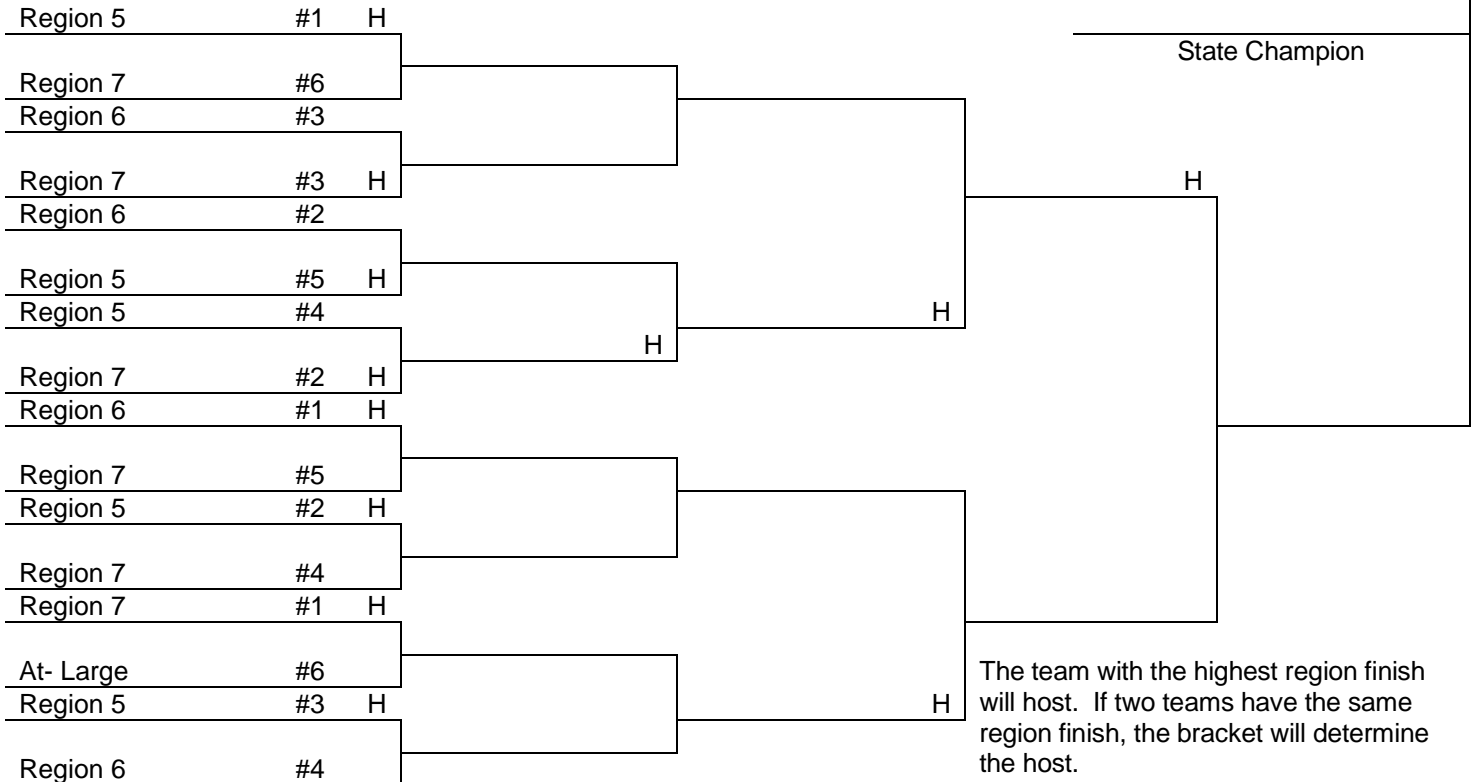 Region 5 #1 H
State Champion
Region 7 #6
Region 6 #3
Region 7 #3 H
H
Region 6 #2
Region 5 #5 H
Region 5 #4
H
H
Region 7 #2 H
Region 6 #1 H
Region 7 #5
Region 5 #2 H
Region 7 #4
Region 7 #1 H
At- Large #6
Region 5 #3 H
H
Region 6 #4
The team with the highest region finish
will host. If two teams have the same
region finish, the bracket will determine
the host.